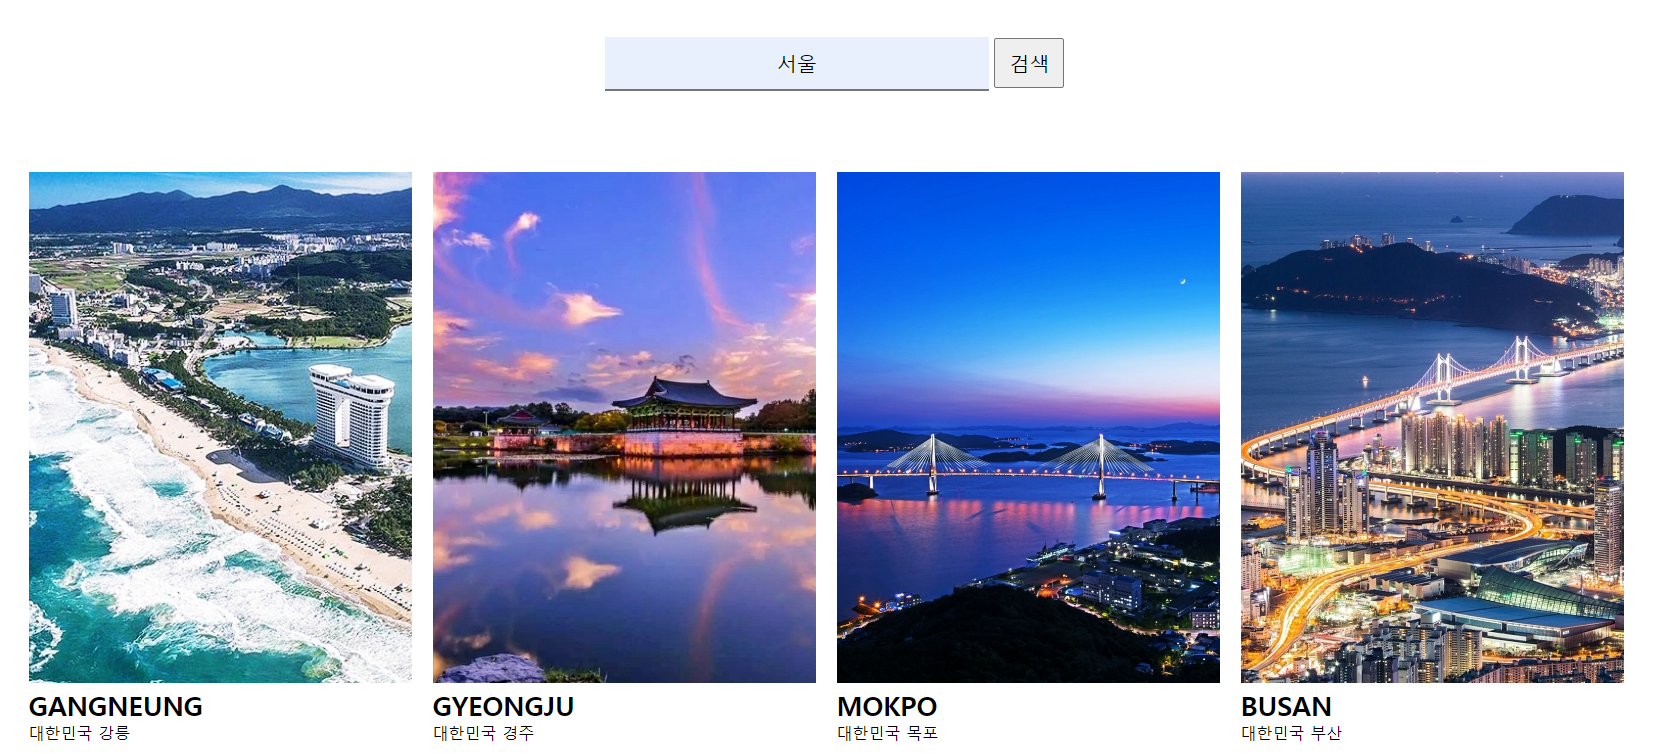 서울 검색
GANGNEUNG
대한민국 강릉
GYEONGJU
대한민국 경주
MOKPO
대한민국 목포
BUSAN
대한민국 부산